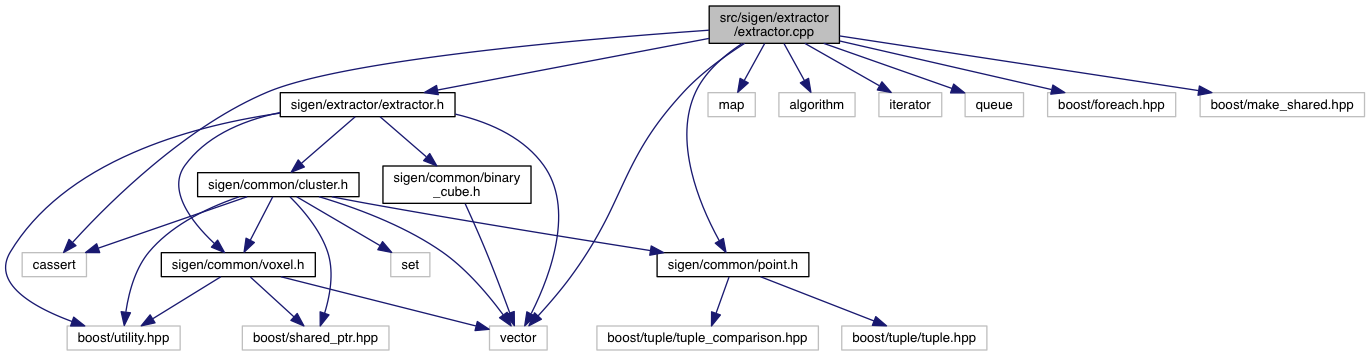 src/sigen/extractor
/extractor.cpp
sigen/extractor/extractor.h
map
algorithm
iterator
queue
boost/foreach.hpp
boost/make_shared.hpp
sigen/common/cluster.h
sigen/common/binary
_cube.h
cassert
sigen/common/voxel.h
set
sigen/common/point.h
boost/utility.hpp
boost/shared_ptr.hpp
vector
boost/tuple/tuple_comparison.hpp
boost/tuple/tuple.hpp